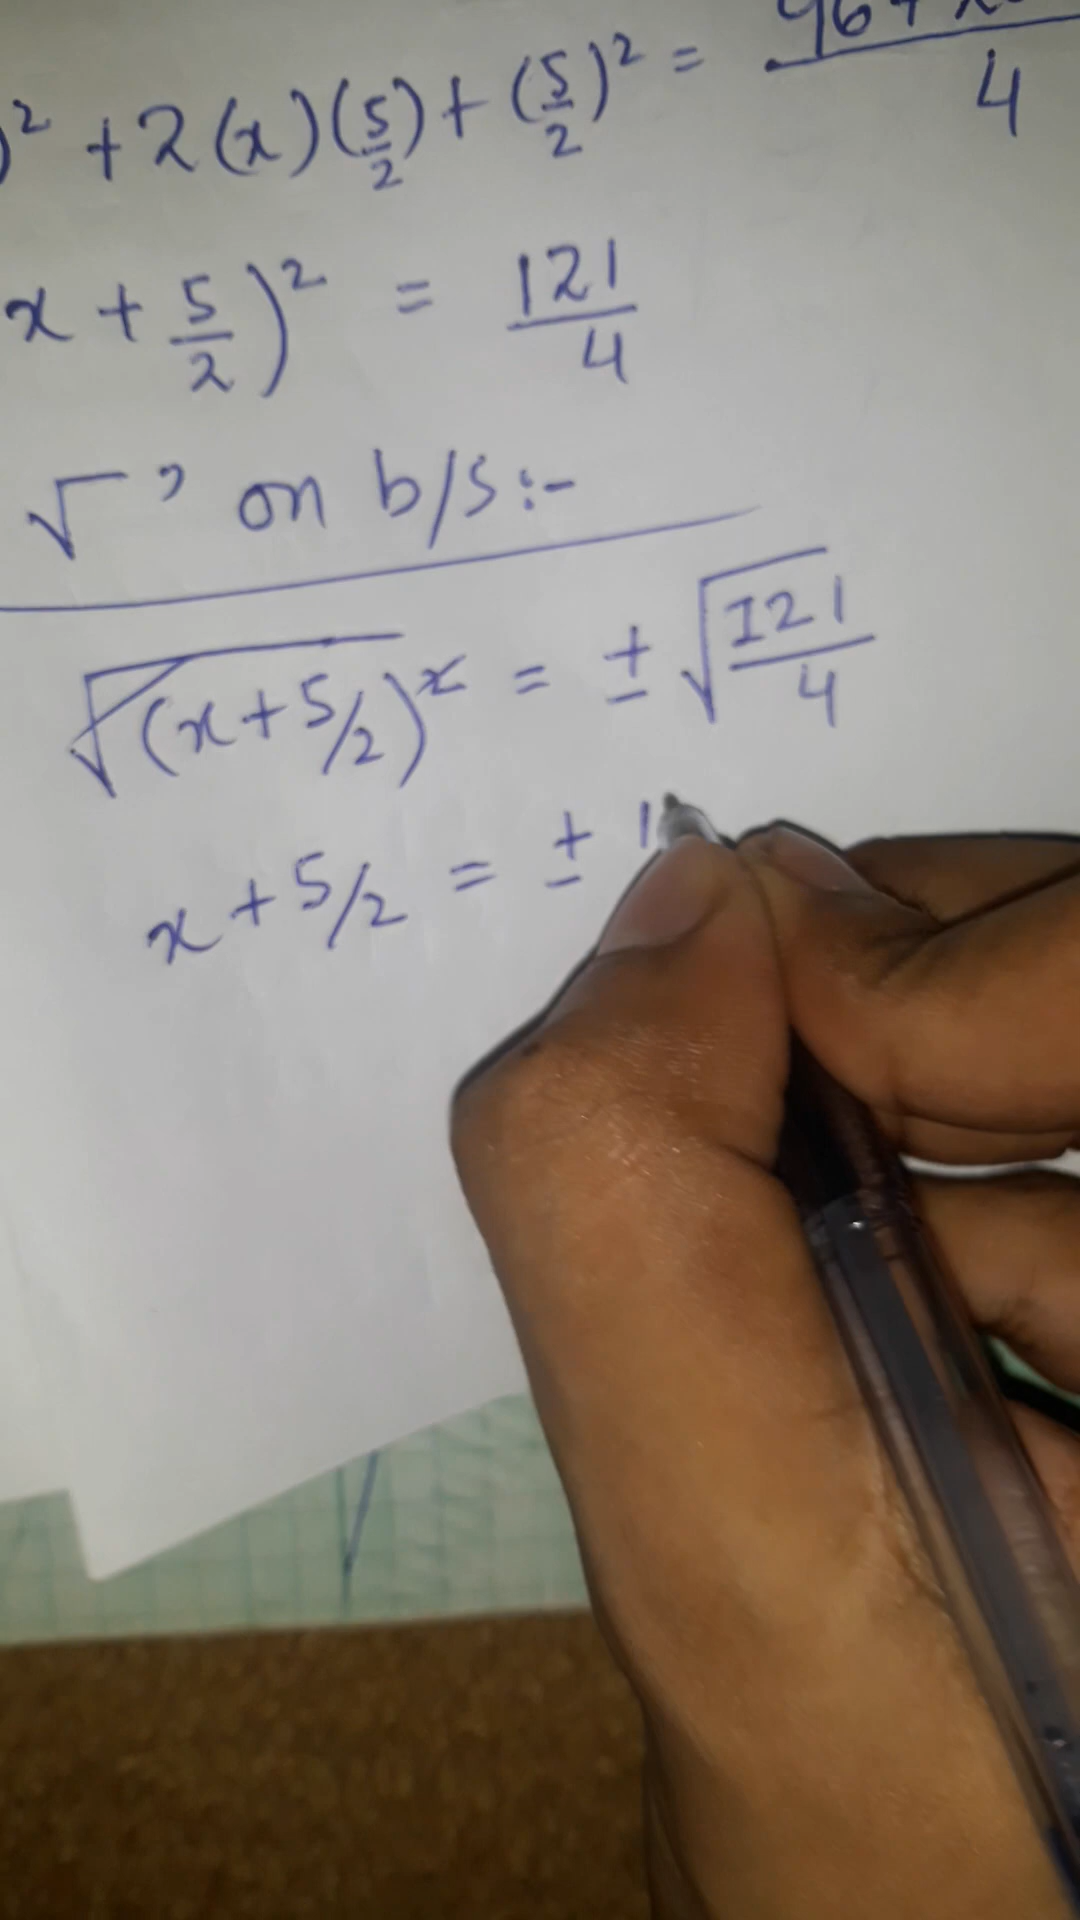 )² + 2(x)(5/2) + (5/2)² = 96+ / 4
x + 5/2)² = 121/4
√ ' on b/s:-
√(x+5/2)² = ± √121/4
x + 5/2 = ± 1